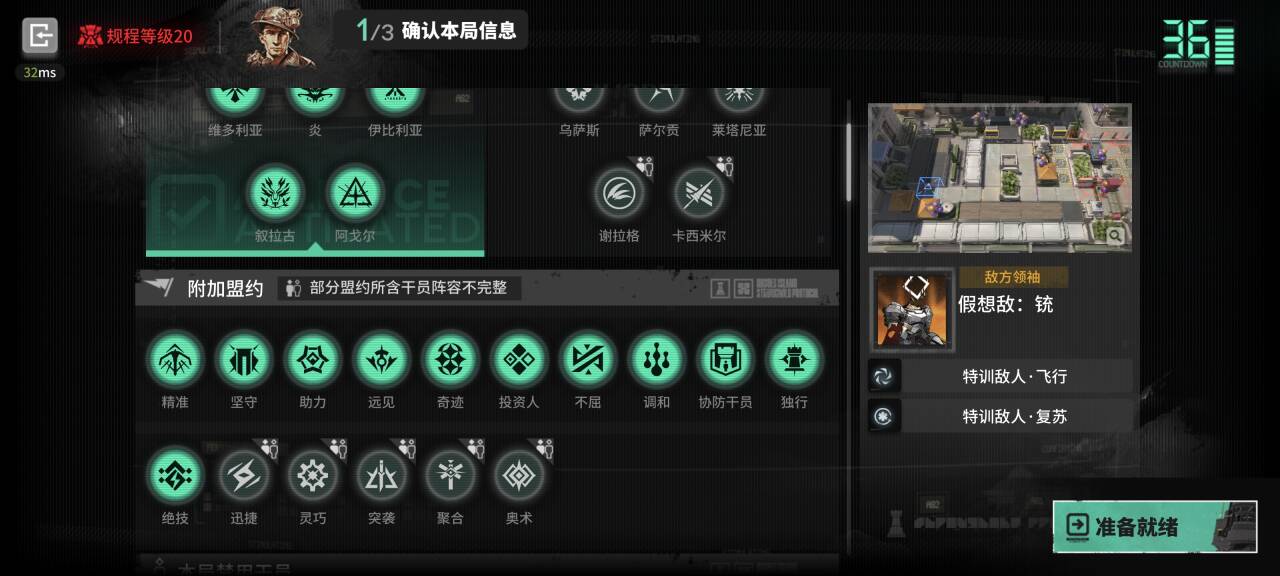 规程等级20
1/3 确认本局信息
36
COUNTDOWN
32ms
维多利亚 炎 伊比利亚
乌萨斯 萨尔贡 莱塔尼亚
叙拉古 阿戈尔
谢拉格 卡西米尔
附加盟约 部分盟约所含干员阵容不完整
精准 坚守 助力 远见 奇迹 投资人 不屈 调和 协防干员 独行
绝技 迅捷 灵巧 突袭 聚合 奥术
本局禁用干员
敌方领袖
假想敌：铳
特训敌人·飞行
特训敌人·复苏
准备就绪